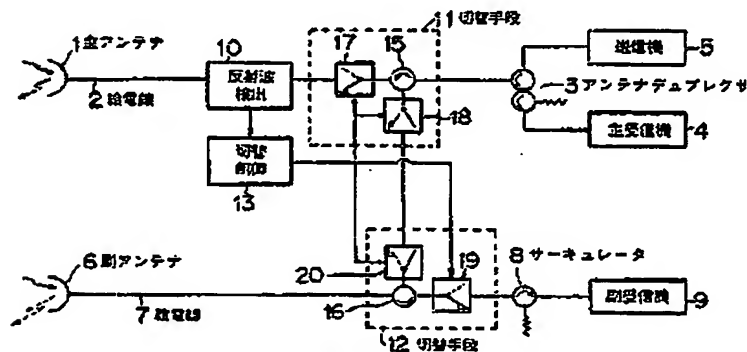 11 切替手段
1 主アンテナ
10
17
15
送信機
5
反射波
検出
3 アンテナデュプレクサ
2 給電線
18
主受信機
4
切替
制御
13
6 副アンテナ
20
19
8 サーキュレータ
副受信機
9
7 給電線
16
12 切替手段